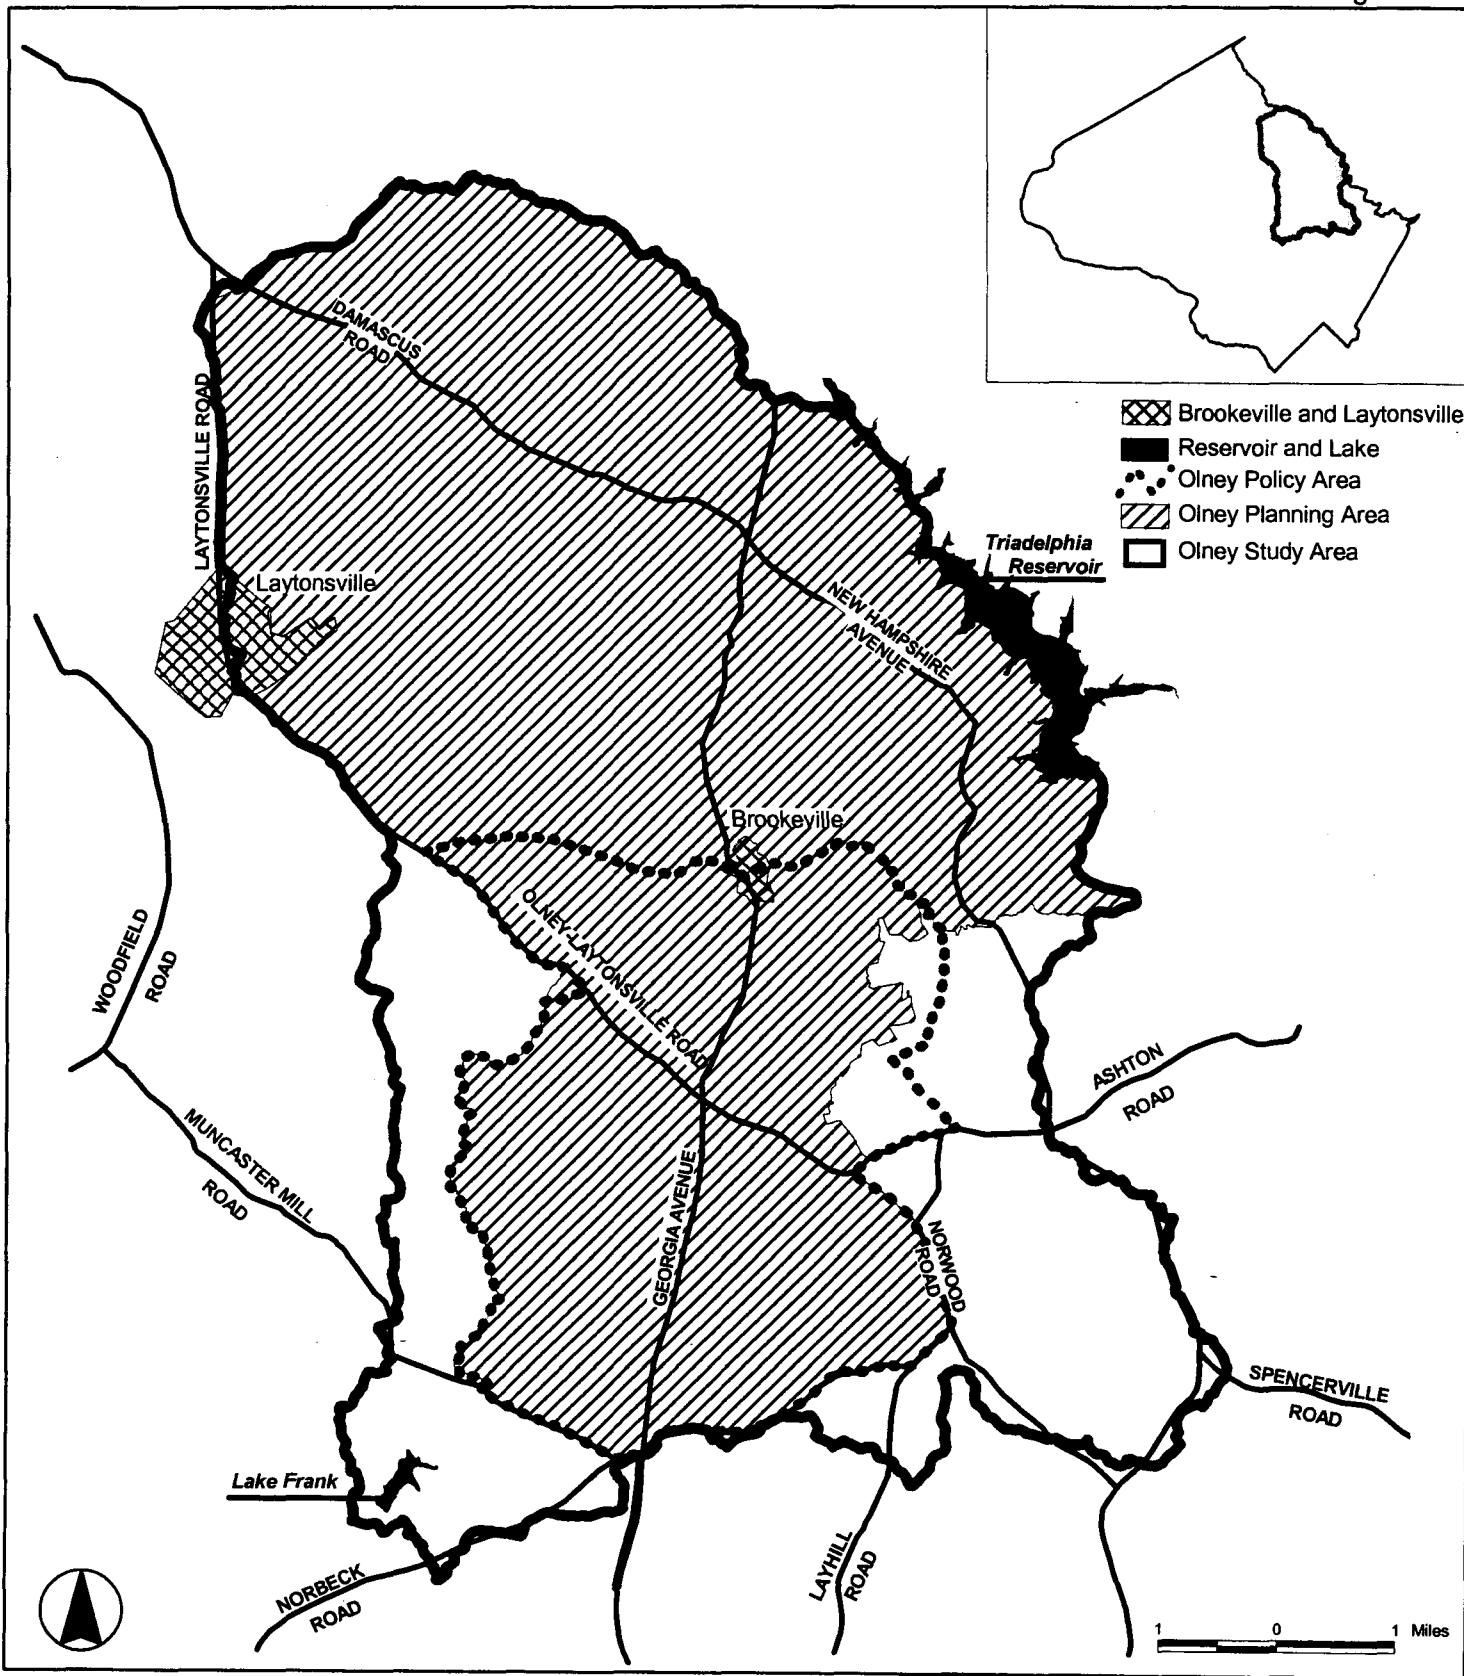 DAMASCUS
ROAD
LAYTONSVILLE ROAD
Brookeville and Laytonsville
Reservoir and Lake
Olney Policy Area
Olney Planning Area
Olney Study Area
Triadelphia
Reservoir
Laytonsville
NEW HAMPSHIRE
AVENUE
Brookeville
OLNEY-LAYTONSVILLE ROAD
WOODFIELD
ROAD
ASHTON
ROAD
MUNCASTER MILL
ROAD
GEORGIA AVENUE
NORWOOD
ROAD
SPENCERVILLE
ROAD
Lake Frank
LAYHILL
ROAD
NORBECK
ROAD
1 0 1 Miles